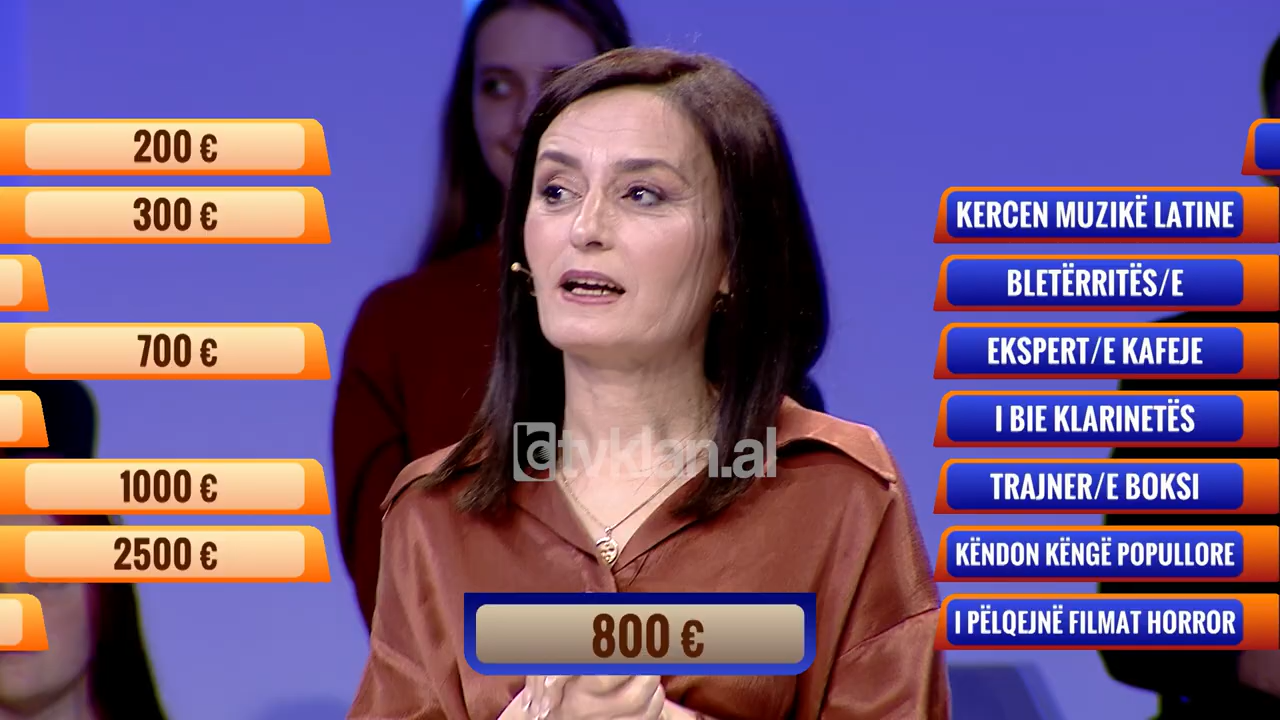 200 €
300 €
700 €
1000 €
2500 €
KERCEN MUZIKË LATINE
BLETËRRITËS/E
EKSPERT/E KAFEJE
I BIE KLARINETËS
TRAJNER/E BOKSI
KËNDON KËNGË POPULLORE
I PËLQEJNË FILMAT HORROR
tvklan.al
800 €